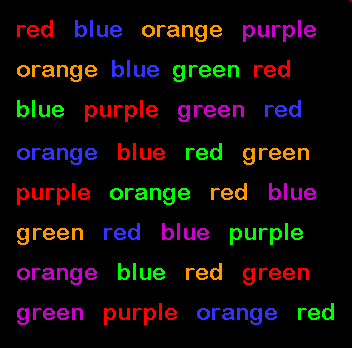 red blue orange purple
orange blue green red
blue purple green red
orange blue red green
purple orange red blue
green red blue purple
orange blue red green
green purple orange red